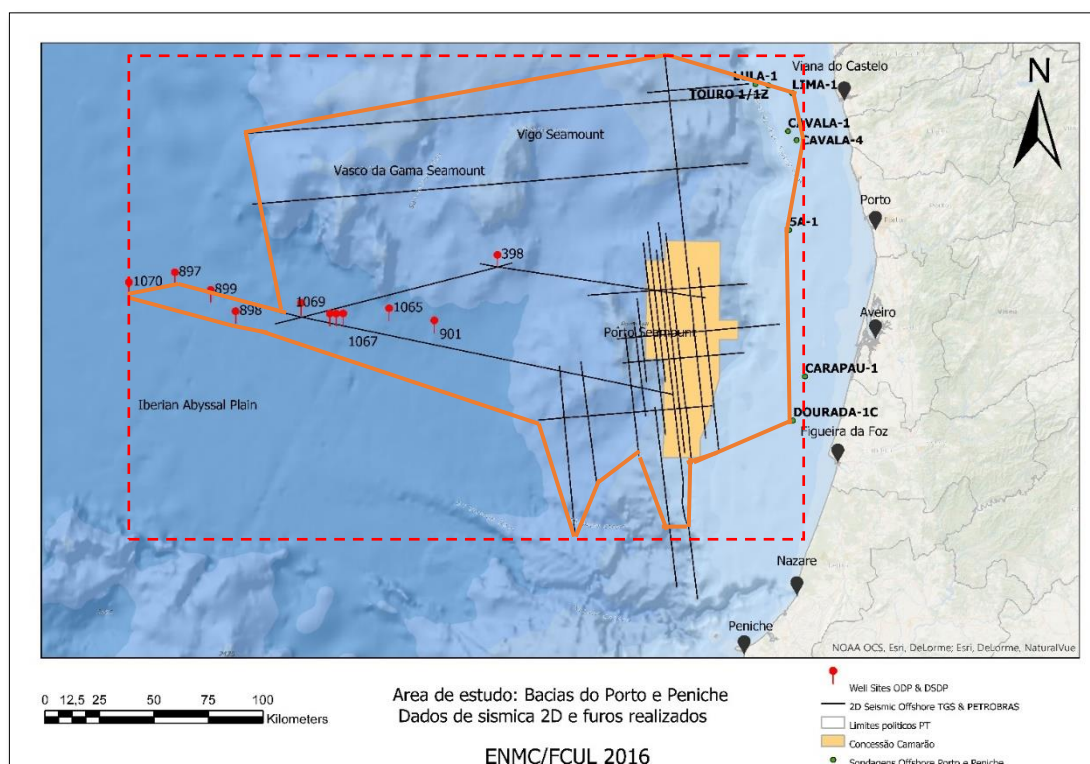 LULA-1
Viana do Castelo
LIMA-1
TOURO 1/1Z
N
CAVALA-1
CAVALA-4
Vigo Seamount
Vasco da Gama Seamount
Porto
5A-1
398
897
1070
899
898
1069
1065
1067
901
Porto Seamount
Aveiro
CARAPAU-1
Iberian Abyssal Plain
DOURADA-1C
Figueira da Foz
Nazare
Peniche
NOAA OCS, Esri, DeLorme; Esri, DeLorme, NaturalVue
0 12,5 25 50 75 100
Kilometers
Area de estudo: Bacias do Porto e Peniche
Dados de sismica 2D e furos realizados
ENMC/FCUL 2016
Well Sites ODP & DSDP
2D Seismic Offshore TGS & PETROBRAS
Limites politicos PT
Concessão Camarão
Sondagens Offshore Porto e Peniche